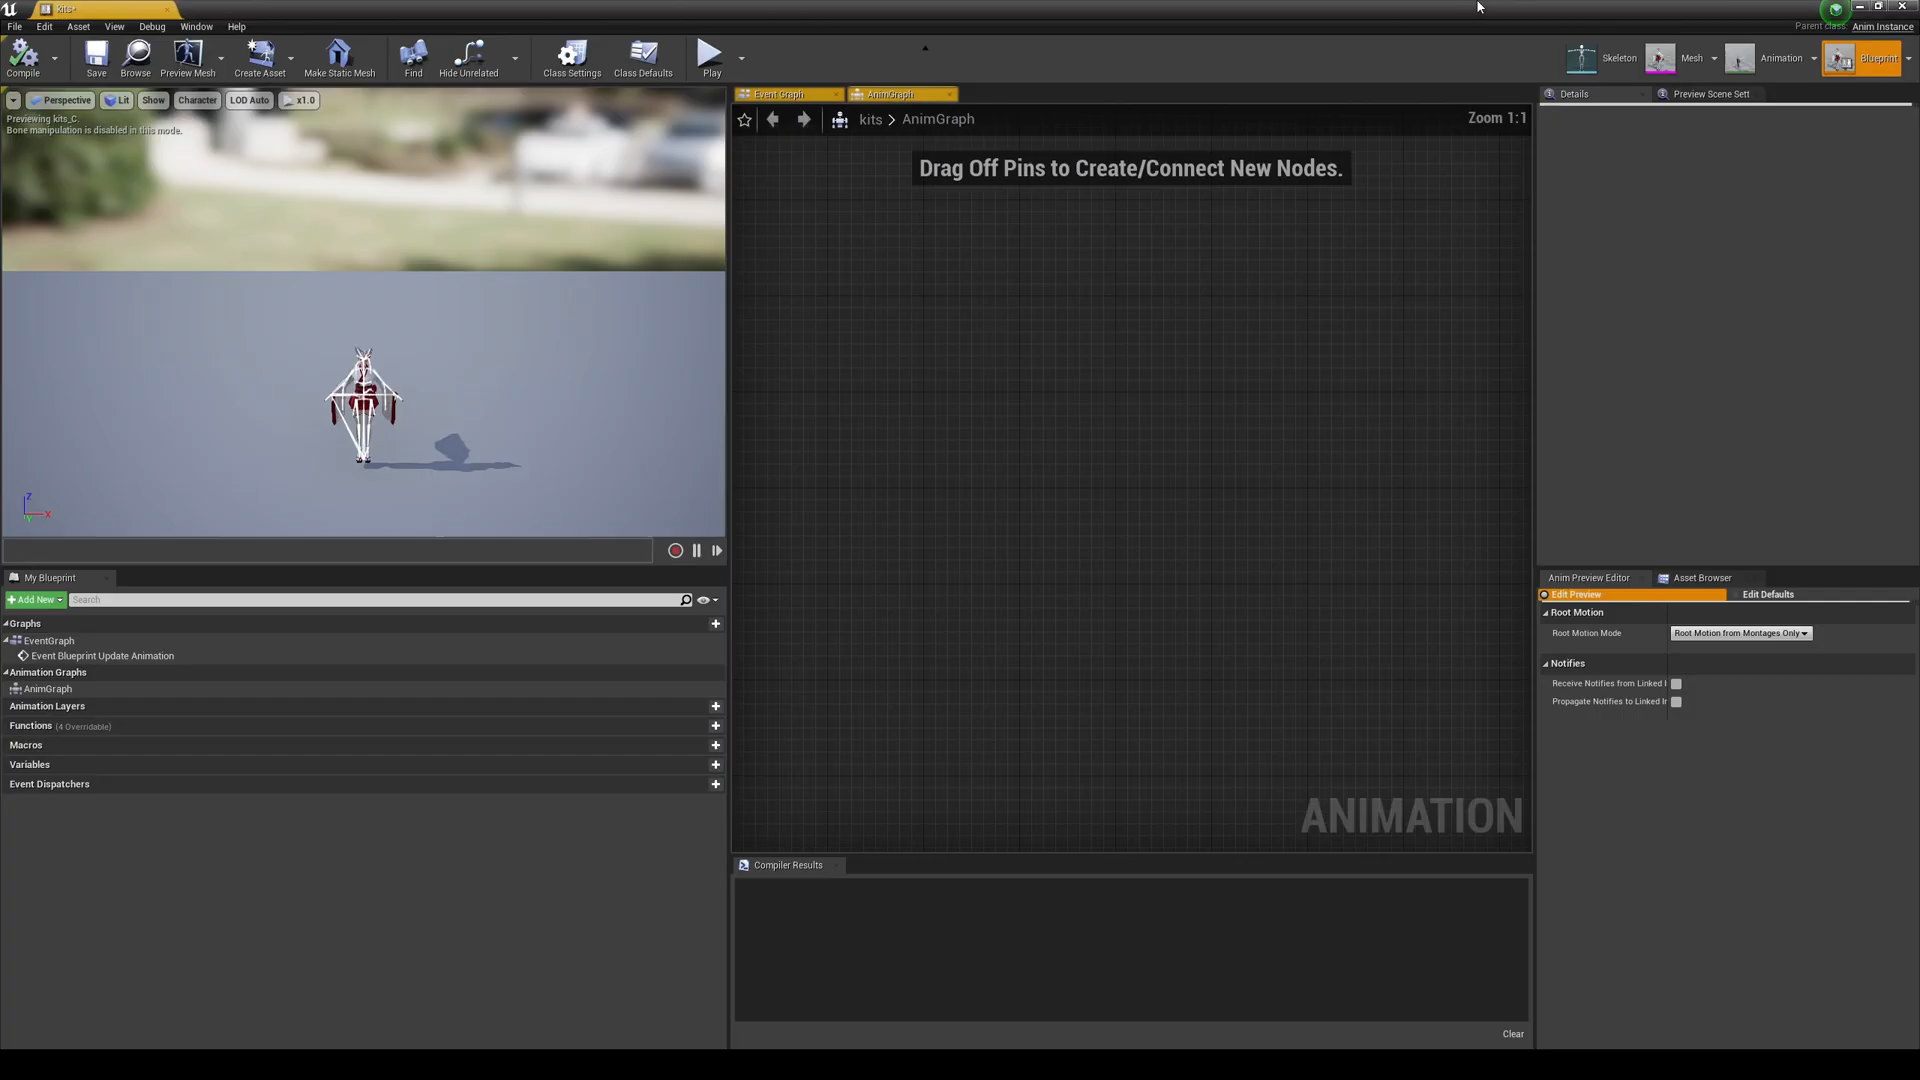 kits*
File Edit Asset View Debug Window Help
Parent class: Anim Instance
Compile Save Browse Preview Mesh Create Asset Make Static Mesh Find Hide Unrelated Class Settings Class Defaults Play
Skeleton Mesh Animation Blueprint
Perspective Lit Show Character LOD Auto x1.0
Previewing kits_C.
Bone manipulation is disabled in this mode.
Z
X
Event Graph AnimGraph
kits > AnimGraph
Zoom 1:1
Drag Off Pins to Create/Connect New Nodes.
ANIMATION
Details Preview Scene Sett
My Blueprint
+ Add New Search
Graphs
EventGraph
Event Blueprint Update Animation
Animation Graphs
AnimGraph
Animation Layers
Functions (4 Overridable)
Macros
Variables
Event Dispatchers
Compiler Results
Clear
Anim Preview Editor Asset Browser
Edit Preview Edit Defaults
Root Motion
Root Motion Mode Root Motion from Montages Only
Notifies
Receive Notifies from Linked I
Propagate Notifies to Linked Ir